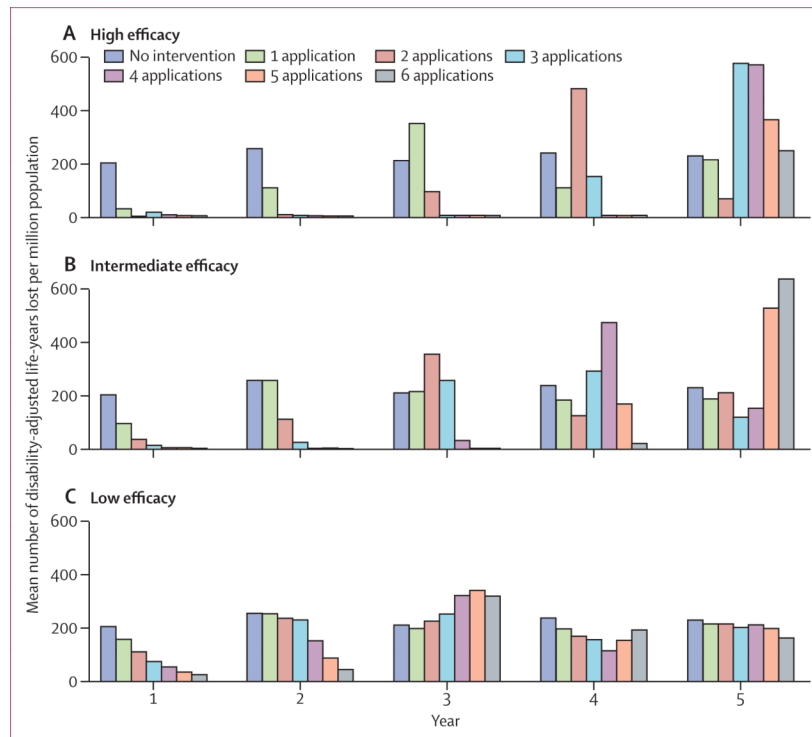 Mean number of disability-adjusted life-years lost per million population
A High efficacy
No intervention 1 application 2 applications 3 applications
4 applications 5 applications 6 applications
600
400
200
0
B Intermediate efficacy
600
400
200
0
C Low efficacy
600
400
200
0
1 2 3 4 5
Year